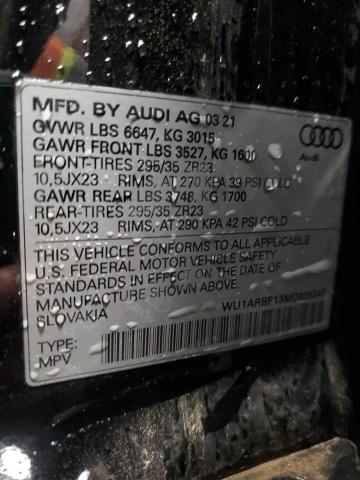 MFD. BY AUDI AG 03 21
GVWR LBS 6647, KG 3015
GAWR FRONT LBS 3527, KG 1600
FRONT-TIRES 295/35 ZR23
10,5JX23 RIMS, AT 270 KPA 39 PSI COLD
GAWR REAR LBS 3748, KG 1700
REAR-TIRES 295/35 ZR23
10,5JX23 RIMS, AT 290 KPA 42 PSI COLD
Audi
THIS VEHICLE CONFORMS TO ALL APPLICABLE
U.S. FEDERAL MOTOR VEHICLE SAFETY
STANDARDS IN EFFECT ON THE DATE OF
MANUFACTURE SHOWN ABOVE.
SLOVAKIA
TYPE:
MPV